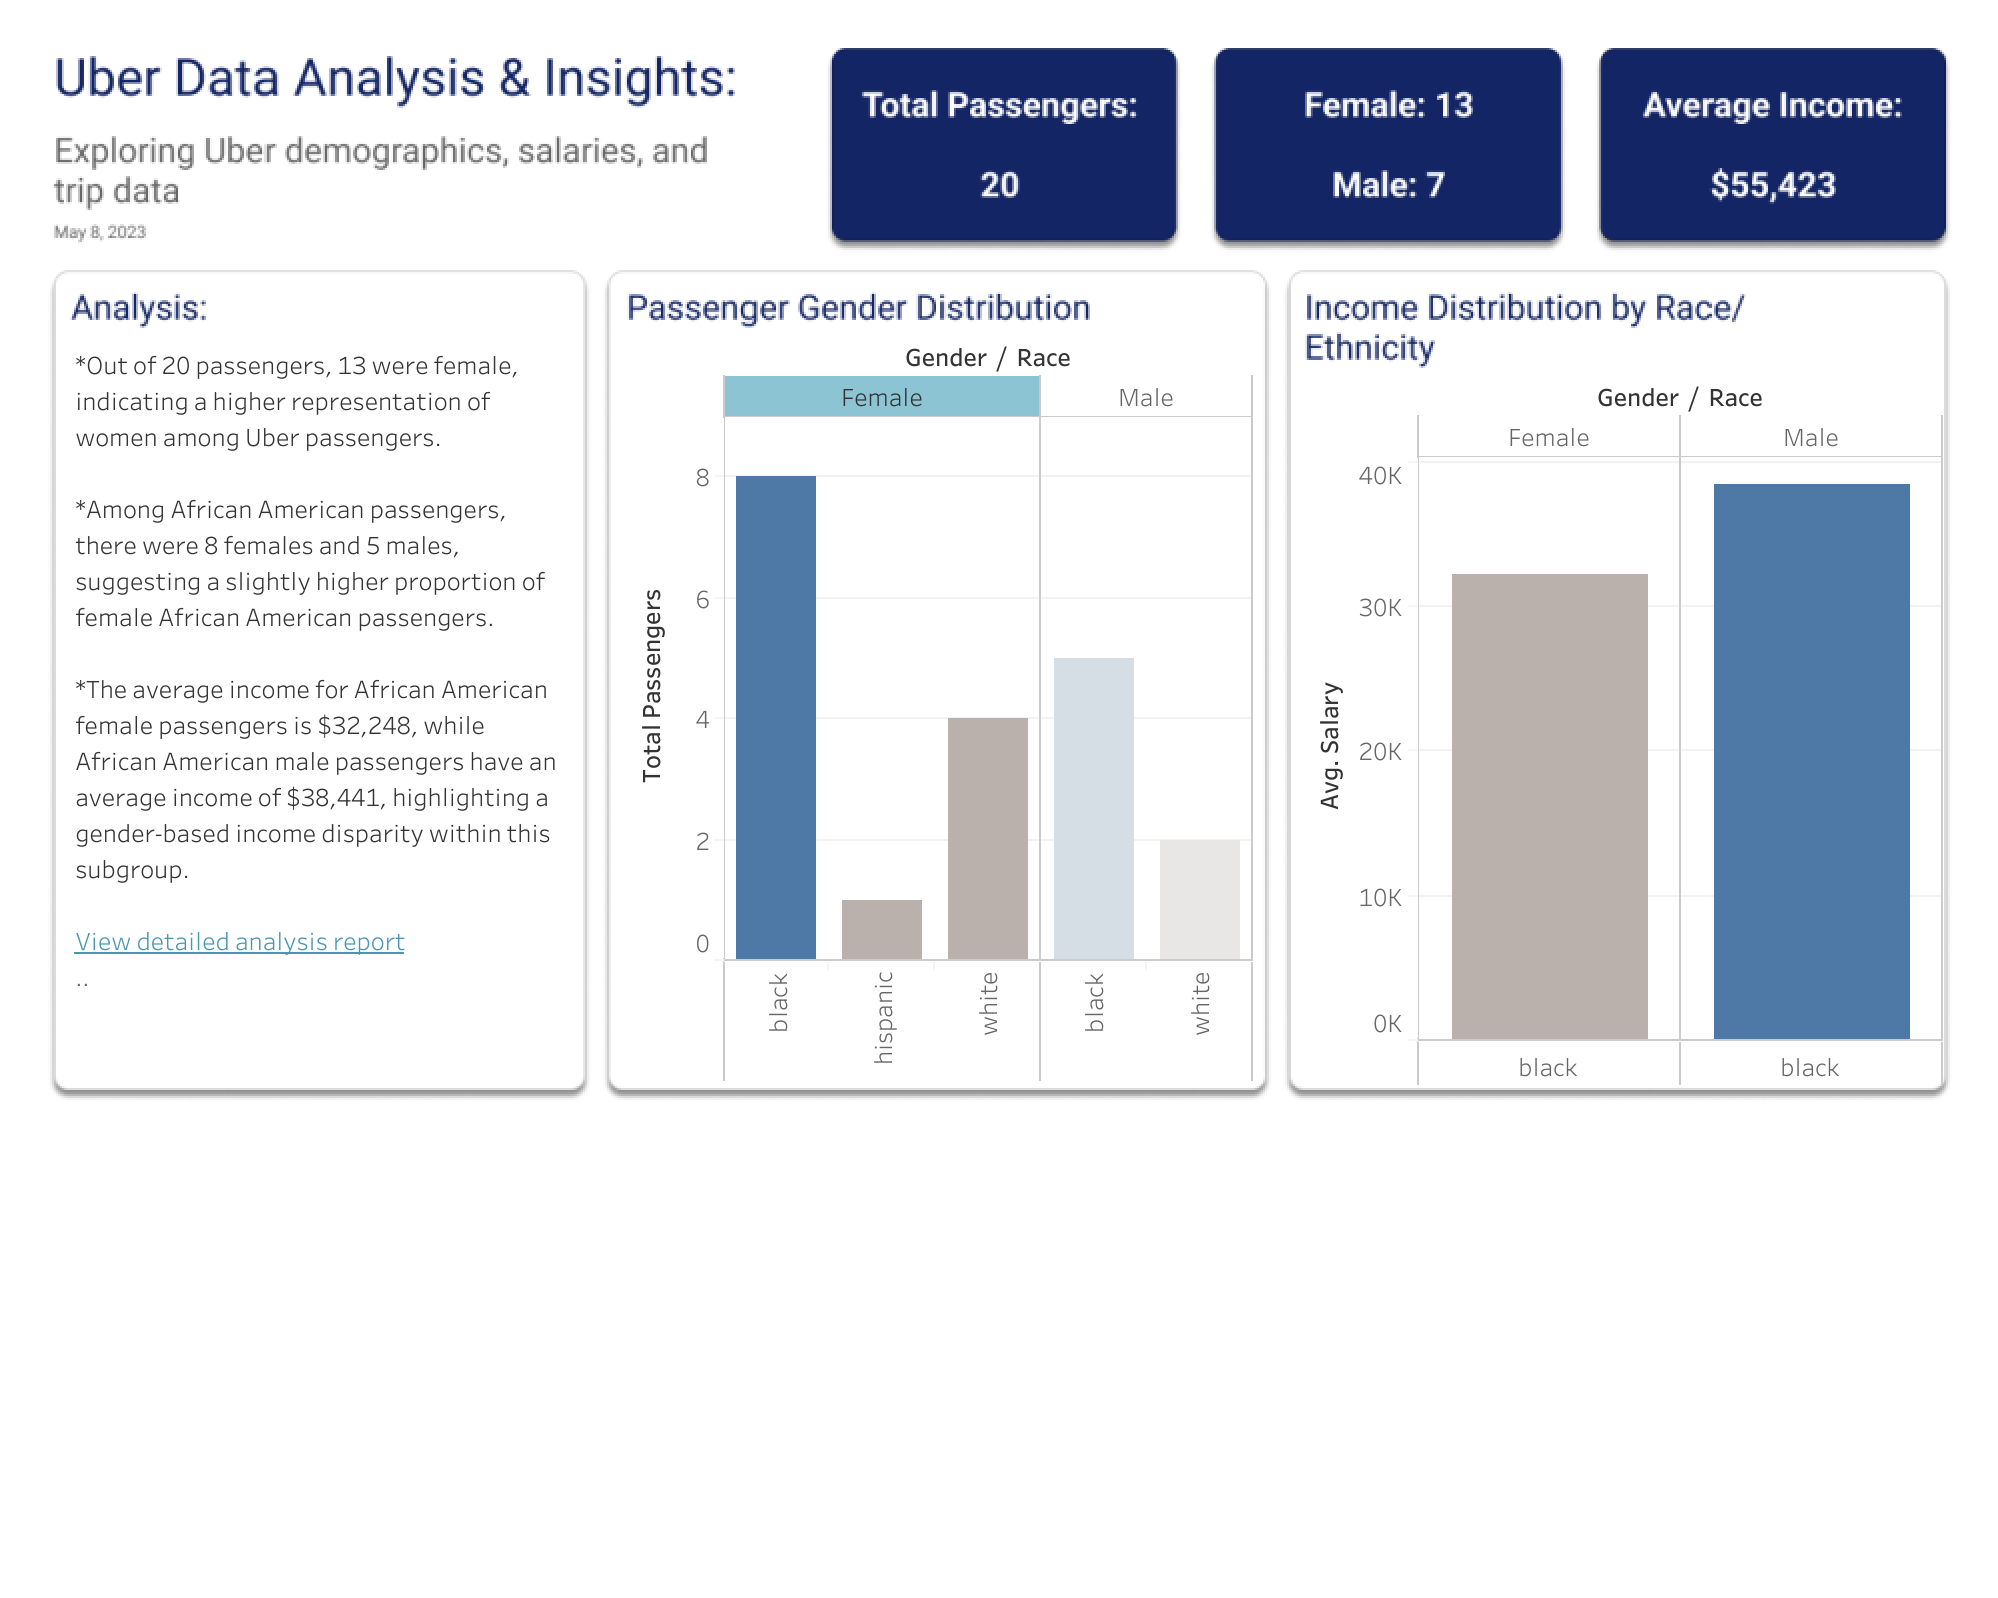 Uber Data Analysis & Insights:
Exploring Uber demographics, salaries, and
trip data
May 8, 2023
Total Passengers:
20
Female: 13
Male: 7
Average Income:
$55,423
Analysis:
*Out of 20 passengers, 13 were female,
indicating a higher representation of
women among Uber passengers.
*Among African American passengers,
there were 8 females and 5 males,
suggesting a slightly higher proportion of
female African American passengers.
*The average income for African American
female passengers is $32,248, while
African American male passengers have an
average income of $38,441, highlighting a
gender-based income disparity within this
subgroup.
View detailed analysis report
..
Passenger Gender Distribution
Gender / Race
Female
Male
8
6
4
2
0
Total Passengers
black
hispanic
white
black
white
Income Distribution by Race/
Ethnicity
Gender / Race
Female
Male
40K
30K
20K
10K
0K
Avg. Salary
black
black